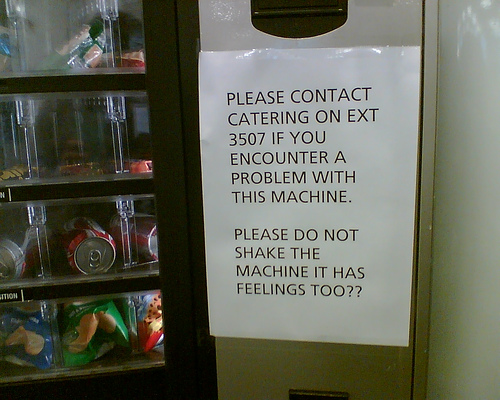 PLEASE CONTACT
CATERING ON EXT
3507 IF YOU
ENCOUNTER A
PROBLEM WITH
THIS MACHINE.
PLEASE DO NOT
SHAKE THE
MACHINE IT HAS
FEELINGS TOO??